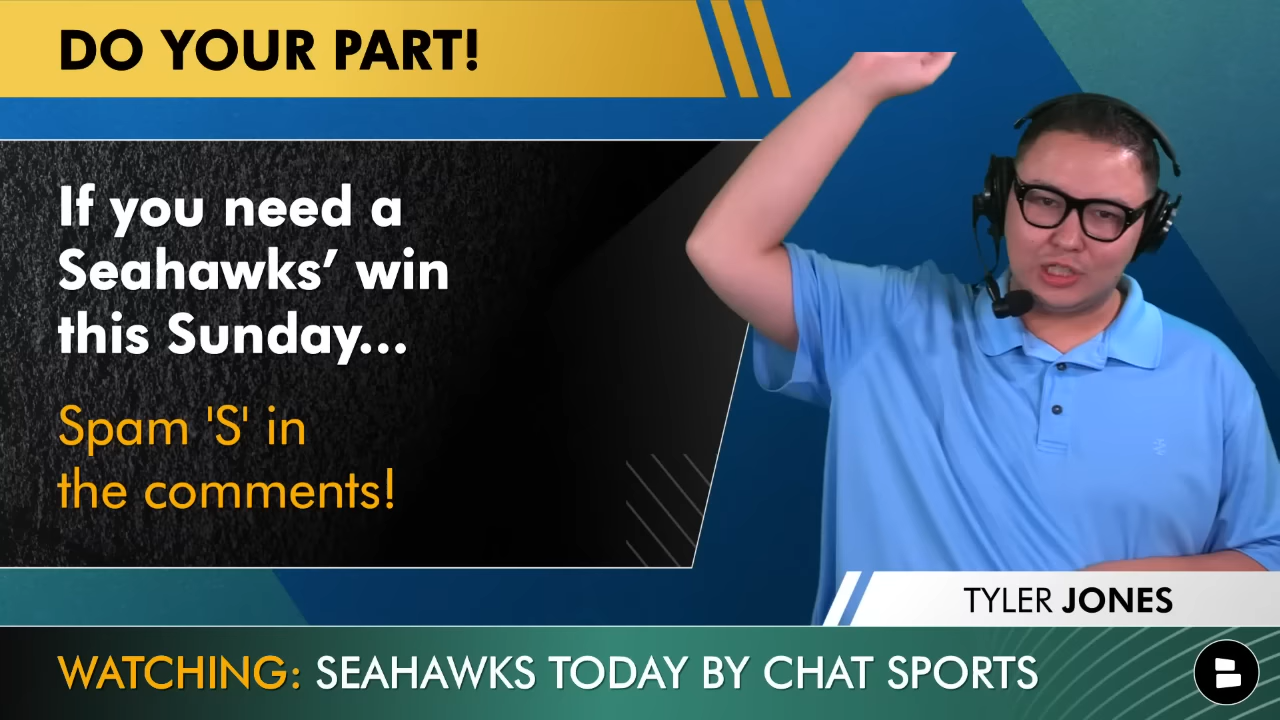 DO YOUR PART!
If you need a
Seahawks’ win
this Sunday...
Spam 'S' in
the comments!
TYLER JONES
WATCHING: SEAHAWKS TODAY BY CHAT SPORTS